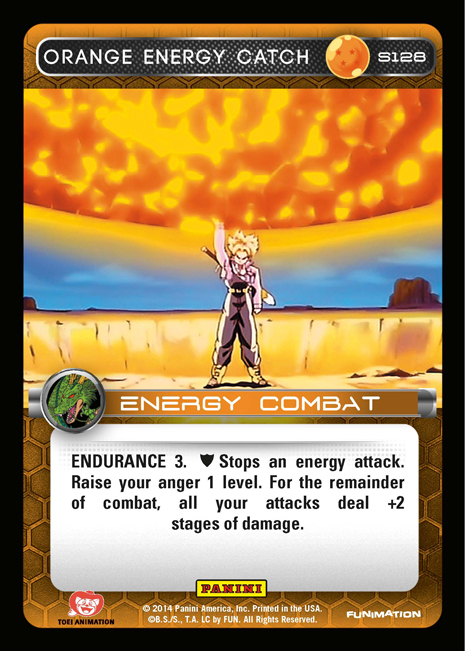 ORANGE ENERGY CATCH S128
ENERGY COMBAT
ENDURANCE 3. Stops an energy attack.
Raise your anger 1 level. For the remainder
of combat, all your attacks deal +2
stages of damage.
PANINI
TOEI ANIMATION
© 2014 Panini America, Inc. Printed in the USA.
©B.S./S., T.A. LC by FUN. All Rights Reserved.
FUNIMATION